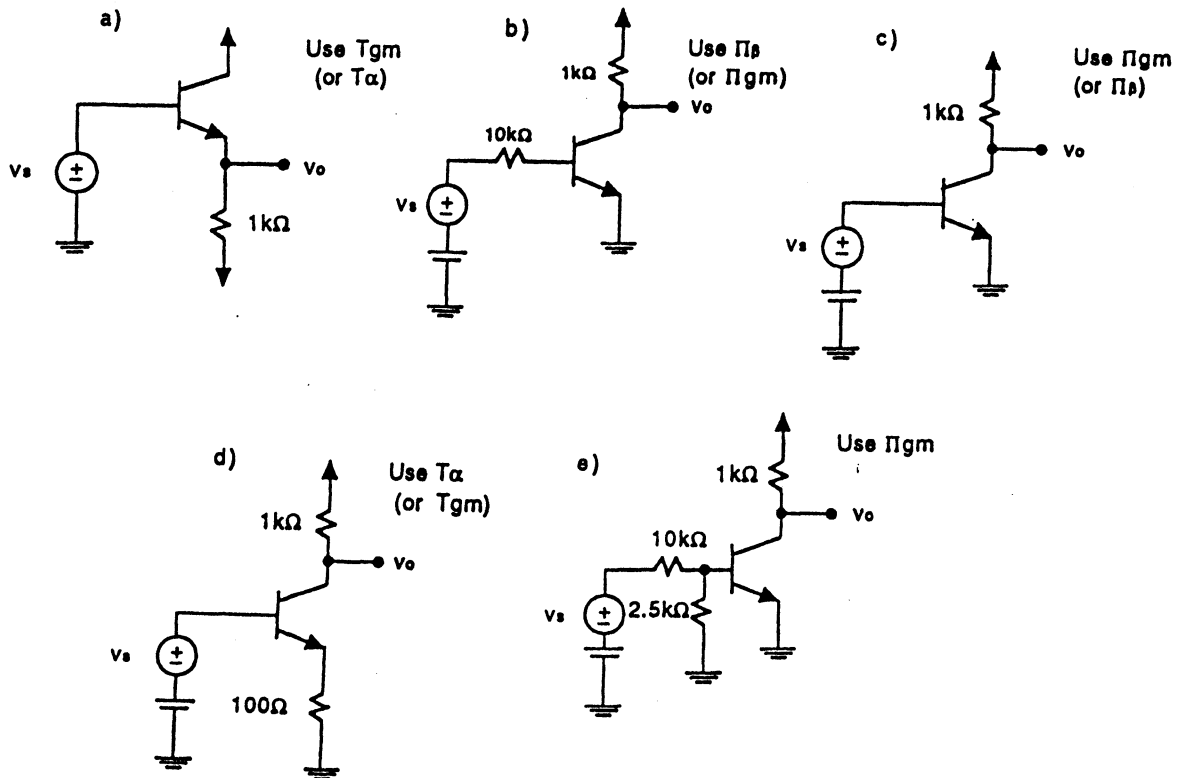 a)
Use Tgm
(or Tα)
Vs
±
Vo
1kΩ
b)
Use Πβ
(or Πgm)
1kΩ
Vo
10kΩ
Vs
±
c)
Use Πgm
(or Πβ)
1kΩ
Vo
Vs
±
d)
Use Tα
(or Tgm)
1kΩ
Vo
Vs
±
100Ω
e)
Use Πgm
1kΩ
Vo
10kΩ
Vs
±
2.5kΩ